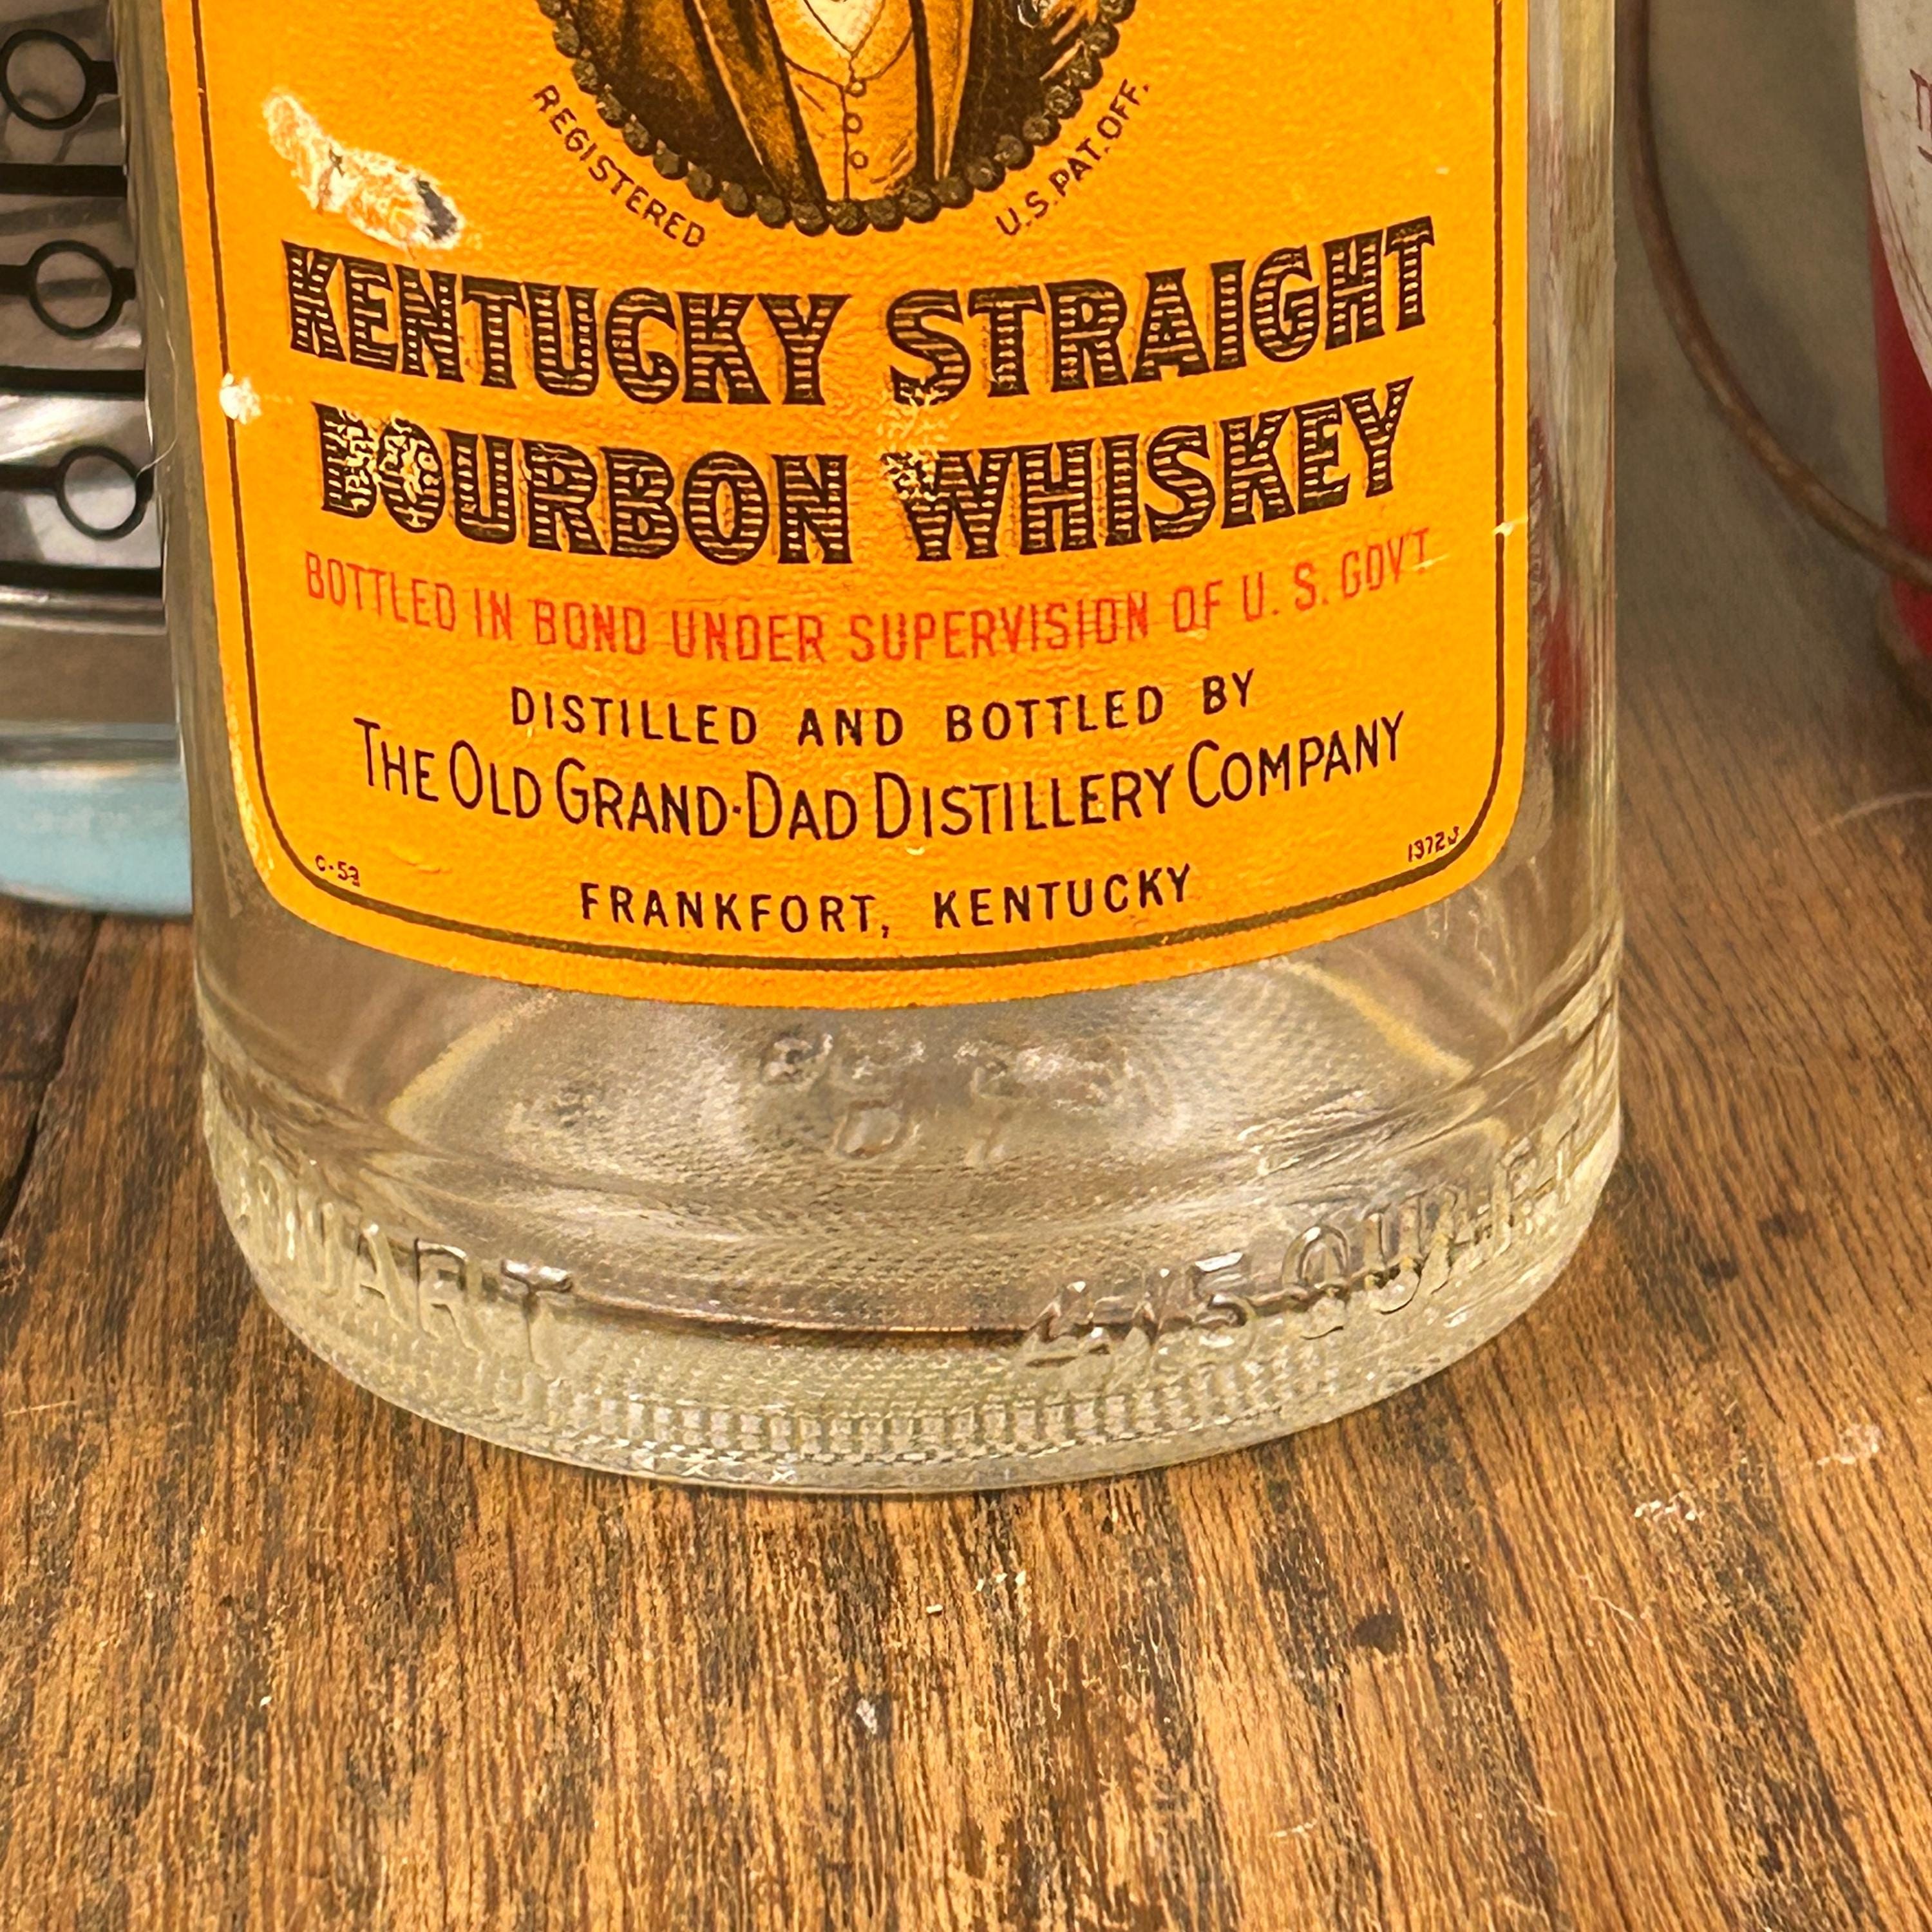 REGISTERED U.S. PAT. OFF.
KENTUCKY STRAIGHT
BOURBON WHISKEY
BOTTLED IN BOND UNDER SUPERVISION OF U. S. GOV'T
DISTILLED AND BOTTLED BY
THE OLD GRAND-DAD DISTILLERY COMPANY
C-53
FRANKFORT, KENTUCKY
QUART 4/5 QUART